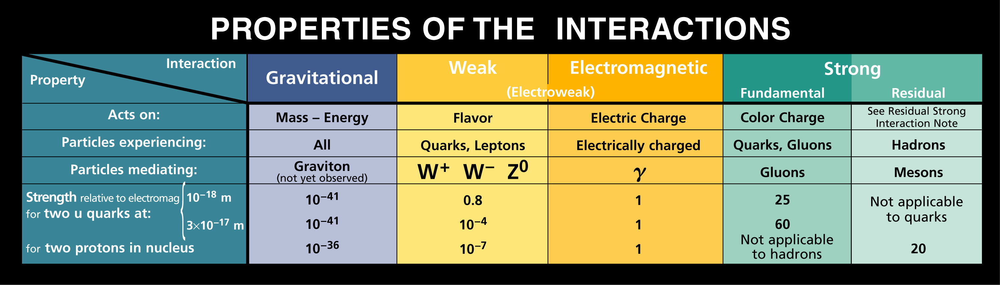 PROPERTIES OF THE INTERACTIONS
Interaction
Property
Gravitational
Weak
Electromagnetic
(Electroweak)
Strong
Fundamental
Residual
Acts on:
Mass – Energy
Flavor
Electric Charge
Color Charge
See Residual Strong
Interaction Note
Particles experiencing:
All
Quarks, Leptons
Electrically charged
Quarks, Gluons
Hadrons
Particles mediating:
Graviton
(not yet observed)
W⁺ W⁻ Z⁰
γ
Gluons
Mesons
Strength relative to electromag
for two u quarks at:
10⁻¹⁸ m
10⁻⁴¹
0.8
1
25
Not applicable
to quarks
3×10⁻¹⁷ m
10⁻⁴¹
10⁻⁴
1
60
for two protons in nucleus
10⁻³⁶
10⁻⁷
1
Not applicable
to hadrons
20